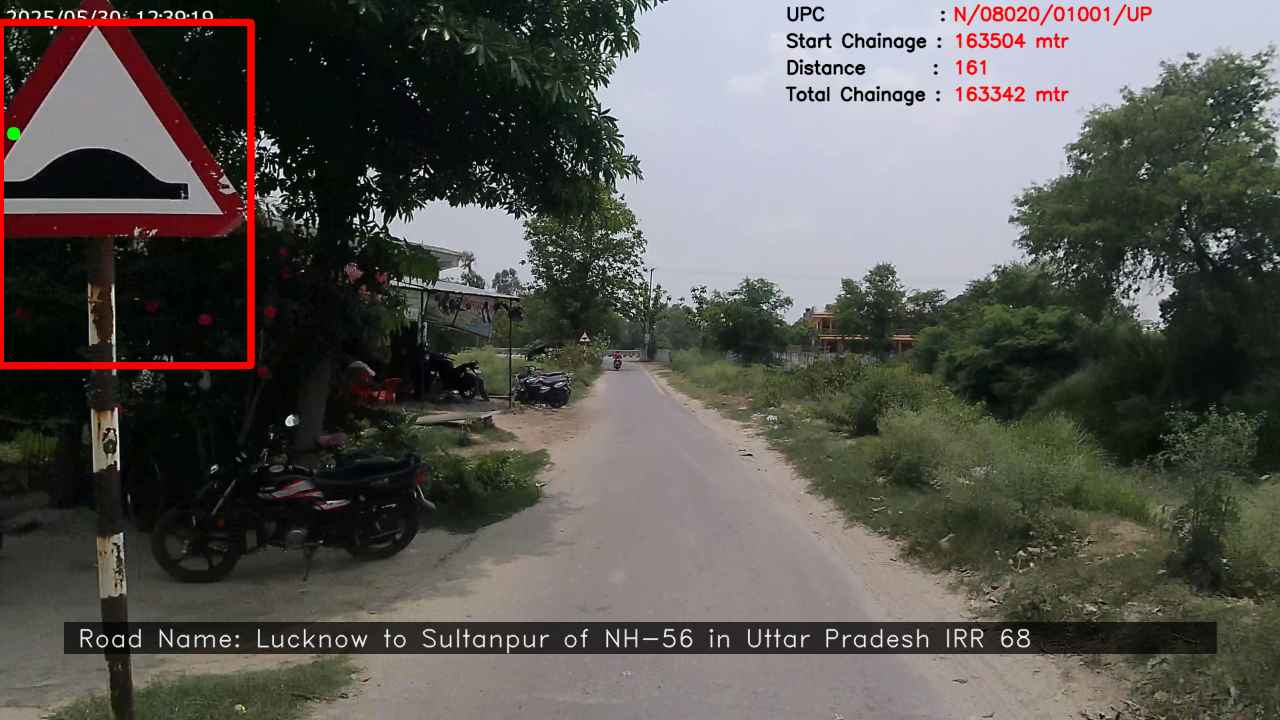 2025/05/30 12:39:19
UPC : N/08020/01001/UP
Start Chainage : 163504 mtr
Distance : 161
Total Chainage : 163342 mtr
Road Name: Lucknow to Sultanpur of NH-56 in Uttar Pradesh IRR 68